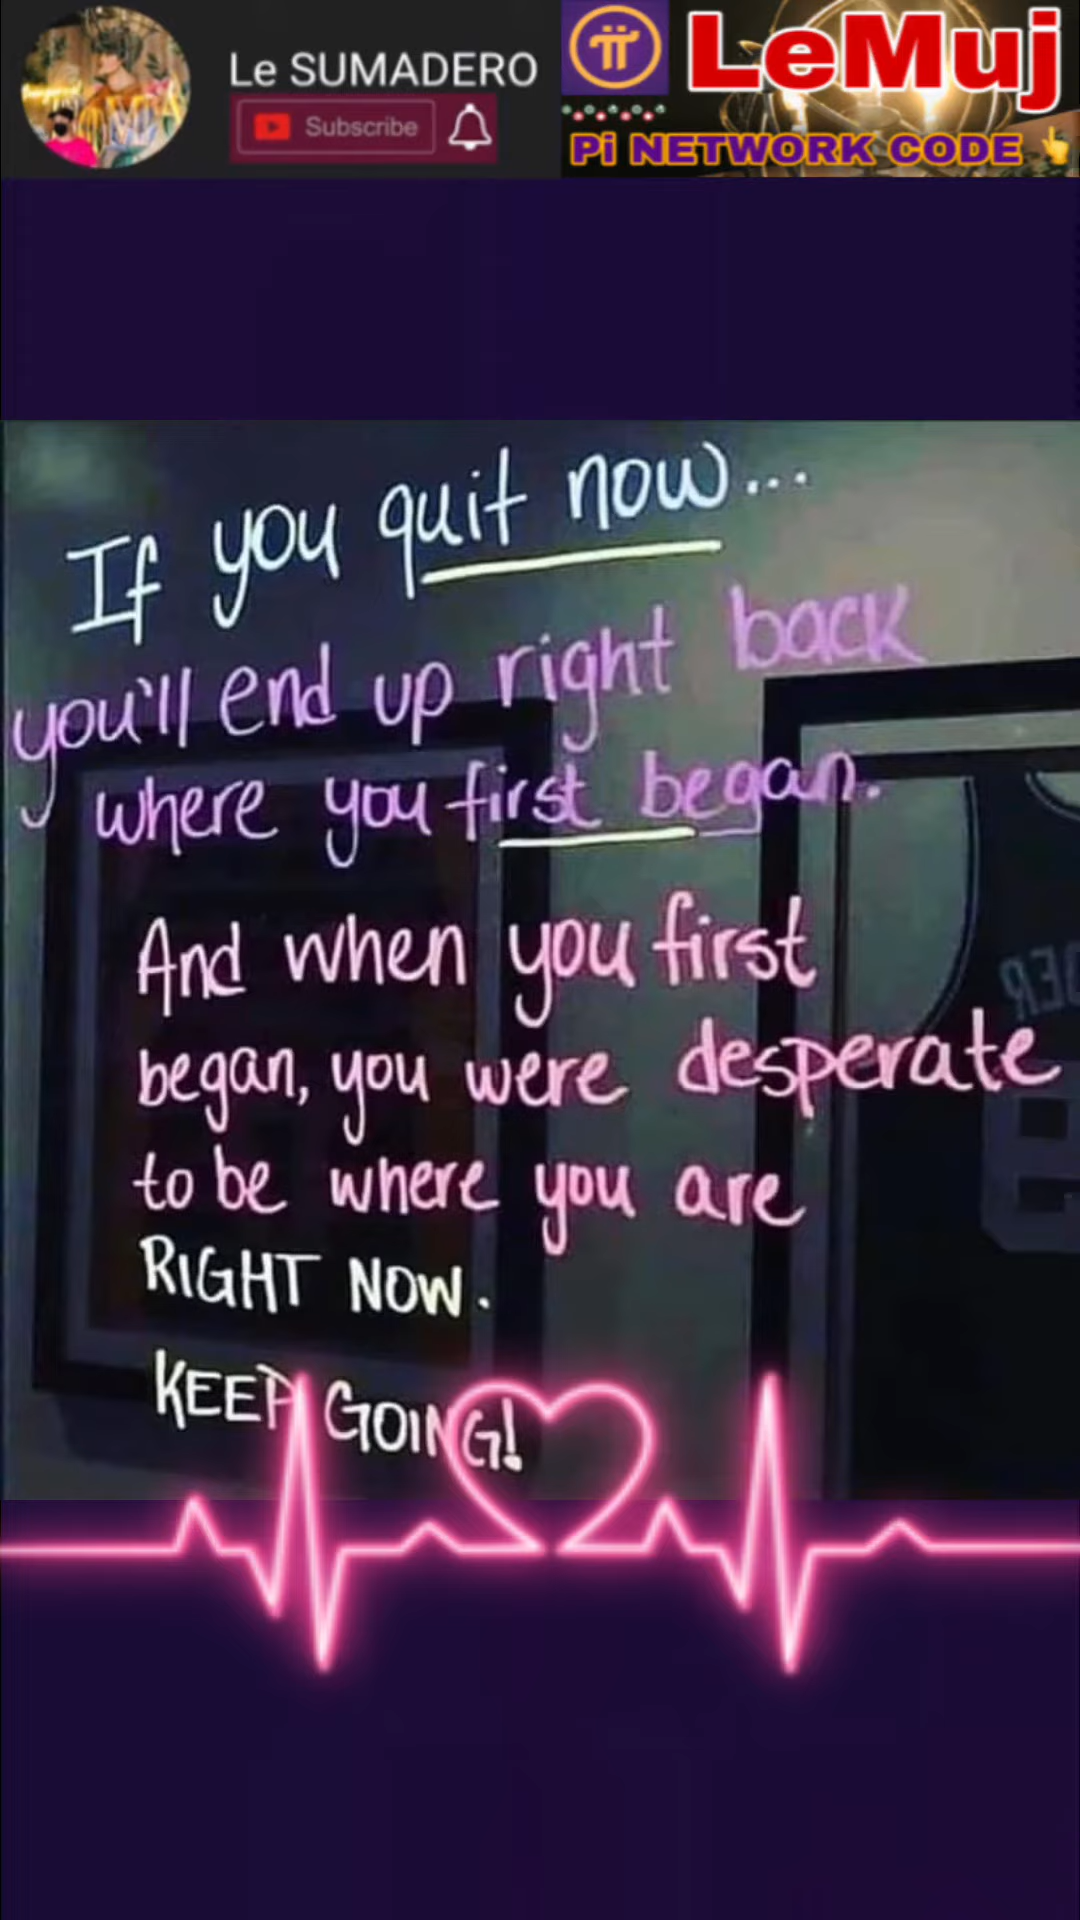 Le SUMADERO
Subscribe
LeMuj
Pi NETWORK CODE
If you quit now...
you'll end up right back
where you first began.
And when you first
began, you were desperate
to be where you are
RIGHT NOW.
KEEP GOING!